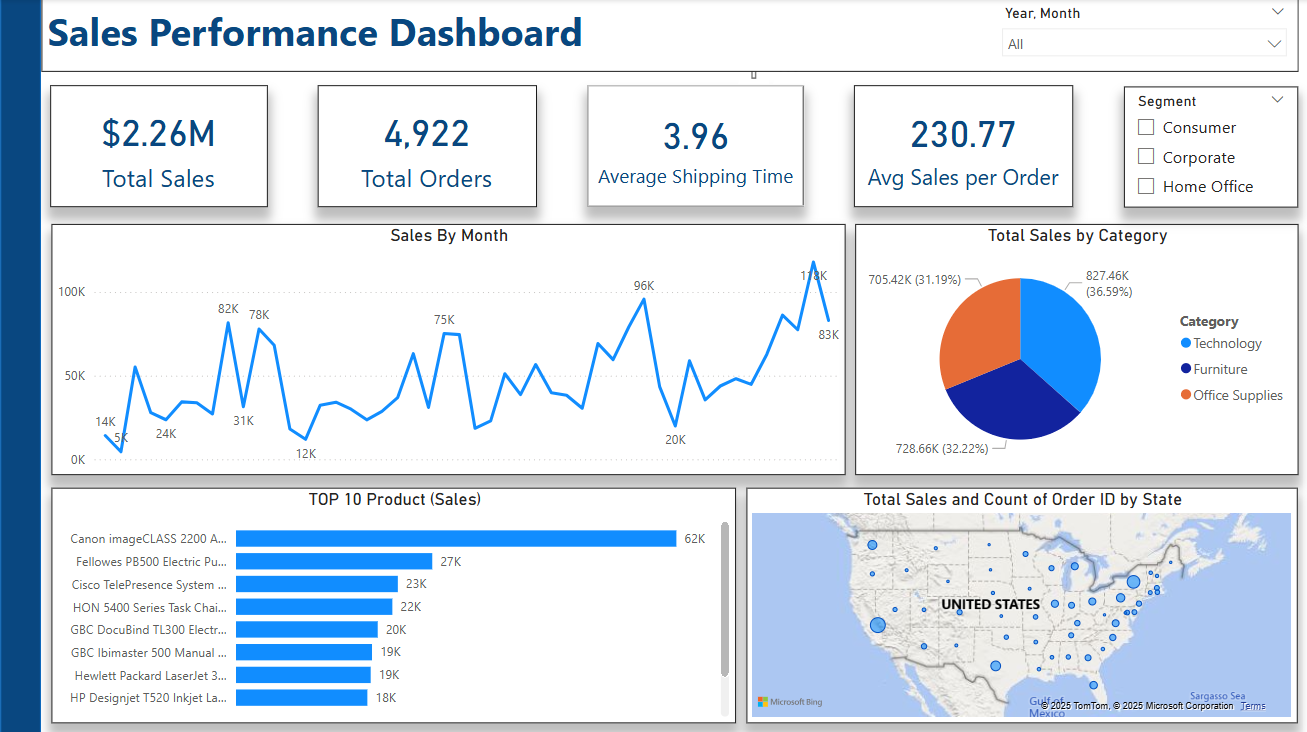 Sales Performance Dashboard
Year, Month
All
$2.26M
Total Sales
4,922
Total Orders
3.96
Average Shipping Time
230.77
Avg Sales per Order
Segment
Consumer
Corporate
Home Office
Sales By Month
100K
50K
0K
14K
5K
24K
82K
31K
78K
12K
75K
96K
20K
118K
83K
Total Sales by Category
705.42K (31.19%)
827.46K
(36.59%)
728.66K (32.22%)
Category
Technology
Furniture
Office Supplies
TOP 10 Product (Sales)
Canon imageCLASS 2200 A... 62K
Fellowes PB500 Electric Pu... 27K
Cisco TelePresence System ... 23K
HON 5400 Series Task Chai... 22K
GBC DocuBind TL300 Electr... 20K
GBC Ibimaster 500 Manual ... 19K
Hewlett Packard LaserJet 3... 19K
HP Designjet T520 Inkjet La... 18K
Total Sales and Count of Order ID by State
UNITED STATES
Gulf of
Mexico
Sargasso Sea
Microsoft Bing
© 2025 TomTom, © 2025 Microsoft Corporation Terms